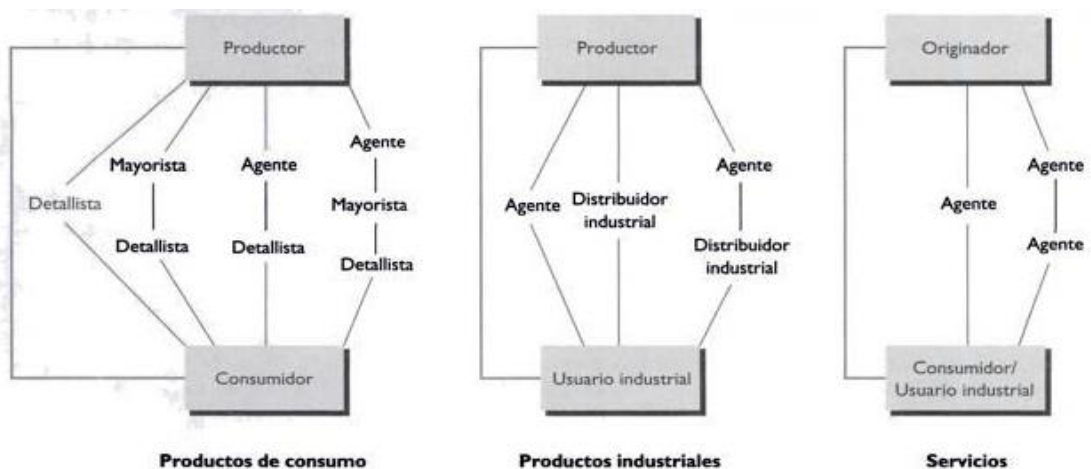 Productor
Detallista
Mayorista
Detallista
Agente
Detallista
Agente
Mayorista
Detallista
Consumidor
Productos de consumo
Productor
Agente
Distribuidor
industrial
Agente
Distribuidor
industrial
Usuario industrial
Productos industriales
Originador
Agente
Agente
Agente
Consumidor/
Usuario industrial
Servicios